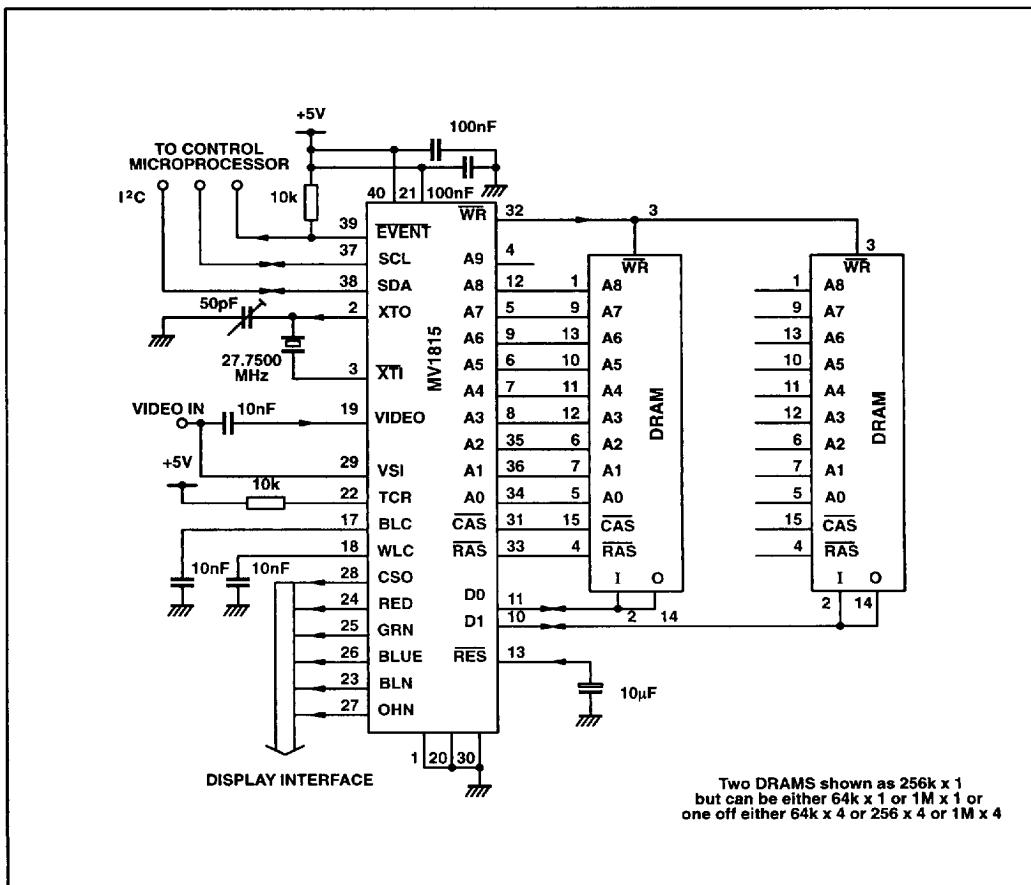 +5V
100nF
TO CONTROL
MICROPROCESSOR
I²C
10k
40 21 100nF
39 EVENT
37 SCL
38 SDA
50pF
2 XTO
27.7500
MHz
3 XTI
VIDEO IN
10nF
19 VIDEO
29 VSI
+5V
10k
22 TCR
17 BLC
18 WLC
10nF 10nF
28 CSO
24 RED
25 GRN
26 BLUE
23 BLN
27 OHN
1 20 30
DISPLAY INTERFACE
MV1815
WR 32
A9 4
A8 12
A7 5
A6 9
A5 6
A4 7
A3 8
A2 35
A1 36
A0 34
CAS 31
RAS 33
D0 11
D1 10
RES 13
10µF
3
WR
1 A8
9 A7
13 A6
10 A5
11 A4
12 A3
6 A2
7 A1
5 A0
15 CAS
4 RAS
DRAM
I O
2 14
3
WR
1 A8
9 A7
13 A6
10 A5
11 A4
12 A3
6 A2
7 A1
5 A0
15 CAS
4 RAS
DRAM
I O
2 14
Two DRAMS shown as 256k x 1
but can be either 64k x 1 or 1M x 1 or
one off either 64k x 4 or 256 x 4 or 1M x 4